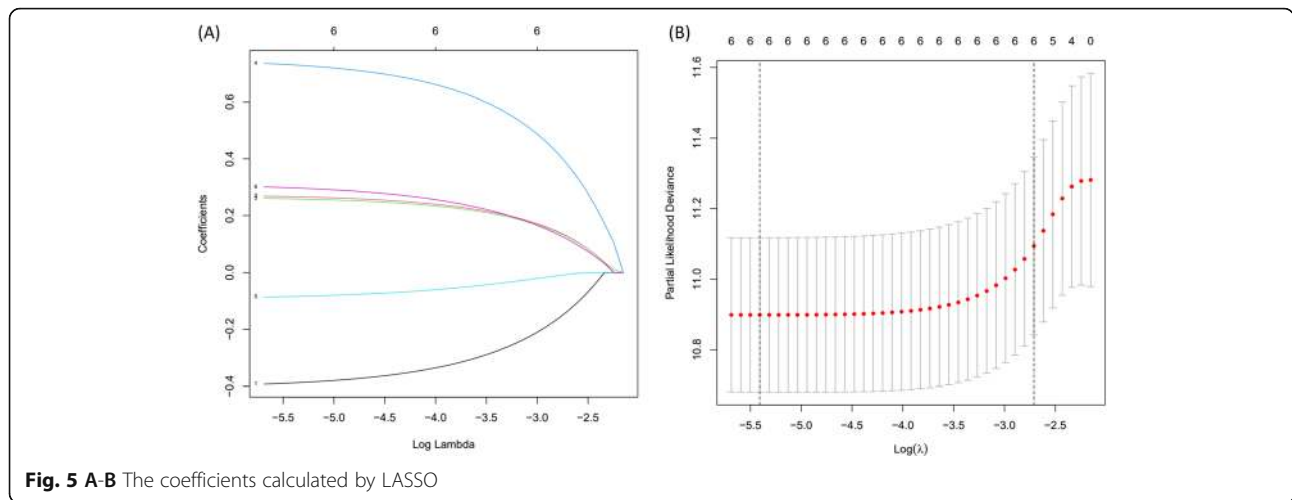 (A)
6 6 6
0.6
0.4
0.2
0.0
−0.2
−0.4
Coefficients
−5.5 −5.0 −4.5 −4.0 −3.5 −3.0 −2.5
Log Lambda
(B)
6 6 6 6 6 6 6 6 6 6 6 6 6 6 6 6 6 5 4 0
11.6
11.4
11.2
11.0
10.8
Partial Likelihood Deviance
−5.5 −5.0 −4.5 −4.0 −3.5 −3.0 −2.5
Log(λ)
Fig. 5 A-B The coefficients calculated by LASSO